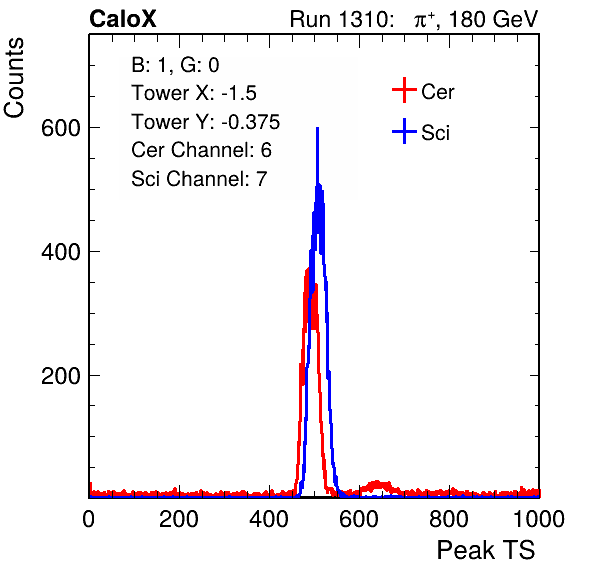 CaloX Run 1310: π⁺, 180 GeV
Counts
B: 1, G: 0
Tower X: -1.5
Tower Y: -0.375
Cer Channel: 6
Sci Channel: 7
Cer
Sci
600
400
200
0 200 400 600 800 1000
Peak TS